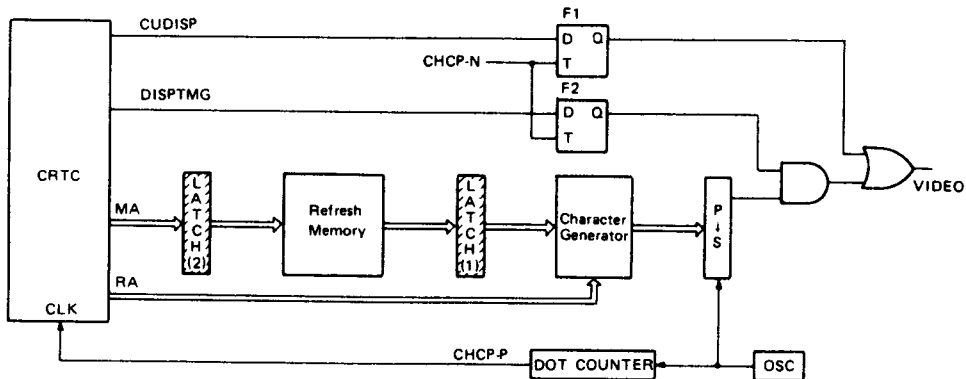 F1
CUDISP
D Q
CHCP-N
T
F2
DISPTMG
D Q
T
CRTC
VIDEO
MA
LATCH (2)
Refresh
Memory
LATCH (1)
Character
Generator
P
↓
S
RA
CLK
CHCP-P
DOT COUNTER
OSC